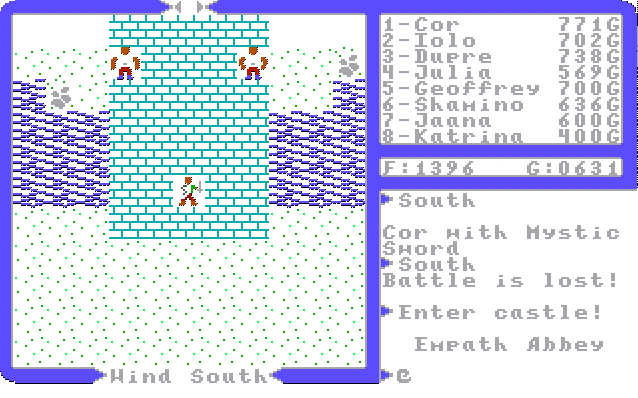 1-Cor 771G
2-Iolo 702G
3-Dupre 738G
4-Julia 569G
5-Geoffrey 700G
6-Shamino 636G
7-Jaana 600G
8-Katrina 400G
F:1396 G:0631
South
Cor with Mystic
Sword
South
Battle is lost!
Enter castle!
Empath Abbey
Wind South